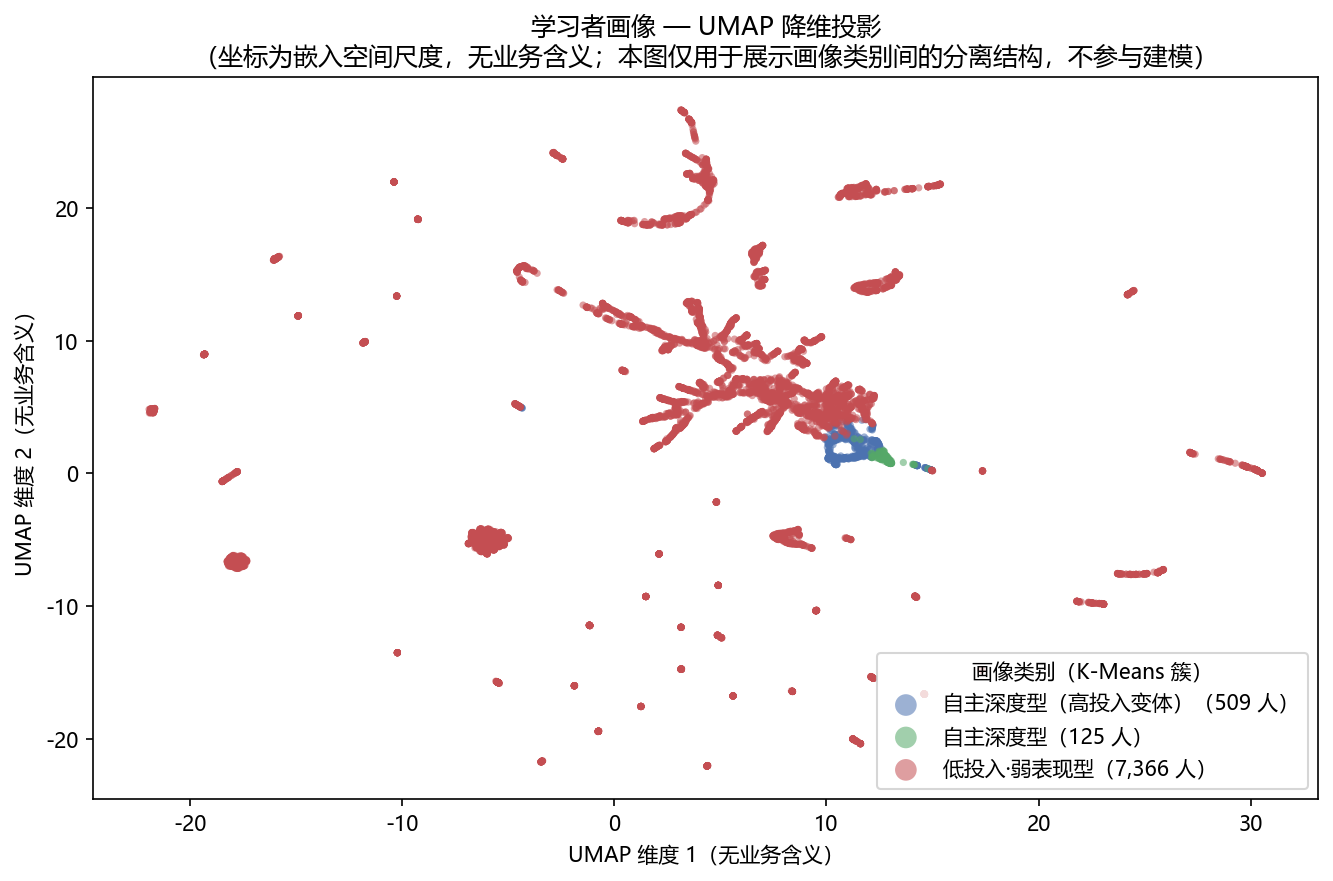 学习者画像 — UMAP 降维投影
（坐标为嵌入空间尺度，无业务含义；本图仅用于展示画像类别间的分离结构，不参与建模）
UMAP 维度 2（无业务含义）
20
10
0
-10
-20
画像类别（K-Means 簇）
自主深度型（高投入变体）（509 人）
自主深度型（125 人）
低投入·弱表现型（7,366 人）
-20
-10
0
10
20
30
UMAP 维度 1（无业务含义）